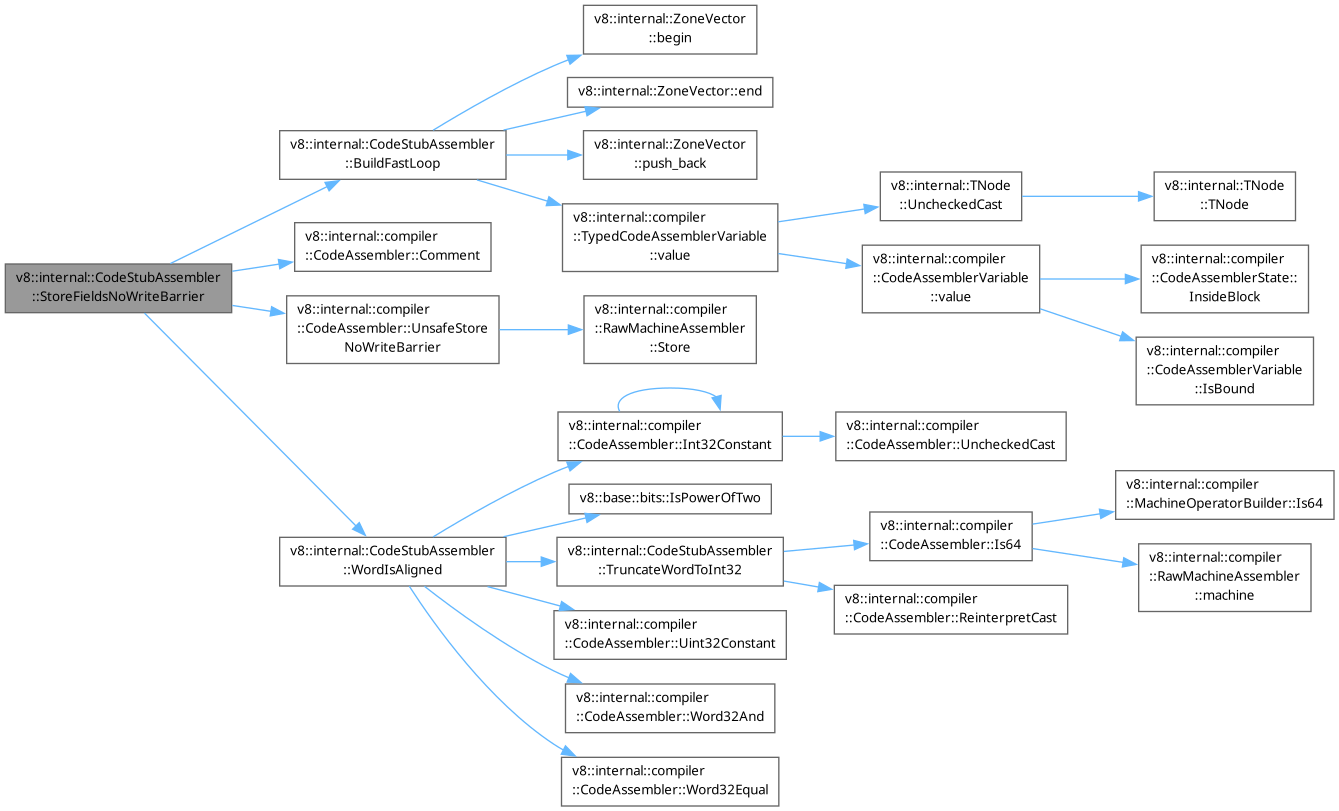 v8::internal::ZoneVector
::begin
v8::internal::ZoneVector::end
v8::internal::CodeStubAssembler
::BuildFastLoop
v8::internal::ZoneVector
::push_back
v8::internal::TNode
::UncheckedCast
v8::internal::TNode
::TNode
v8::internal::compiler
::TypedCodeAssemblerVariable
::value
v8::internal::compiler
::CodeAssembler::Comment
v8::internal::compiler
::CodeAssemblerVariable
::value
v8::internal::compiler
::CodeAssemblerState::
InsideBlock
v8::internal::CodeStubAssembler
::StoreFieldsNoWriteBarrier
v8::internal::compiler
::CodeAssembler::UnsafeStore
NoWriteBarrier
v8::internal::compiler
::RawMachineAssembler
::Store
v8::internal::compiler
::CodeAssemblerVariable
::IsBound
v8::internal::compiler
::CodeAssembler::Int32Constant
v8::internal::compiler
::CodeAssembler::UncheckedCast
v8::base::bits::IsPowerOfTwo
v8::internal::compiler
::MachineOperatorBuilder::Is64
v8::internal::CodeStubAssembler
::WordIsAligned
v8::internal::CodeStubAssembler
::TruncateWordToInt32
v8::internal::compiler
::CodeAssembler::Is64
v8::internal::compiler
::RawMachineAssembler
::machine
v8::internal::compiler
::CodeAssembler::ReinterpretCast
v8::internal::compiler
::CodeAssembler::Uint32Constant
v8::internal::compiler
::CodeAssembler::Word32And
v8::internal::compiler
::CodeAssembler::Word32Equal